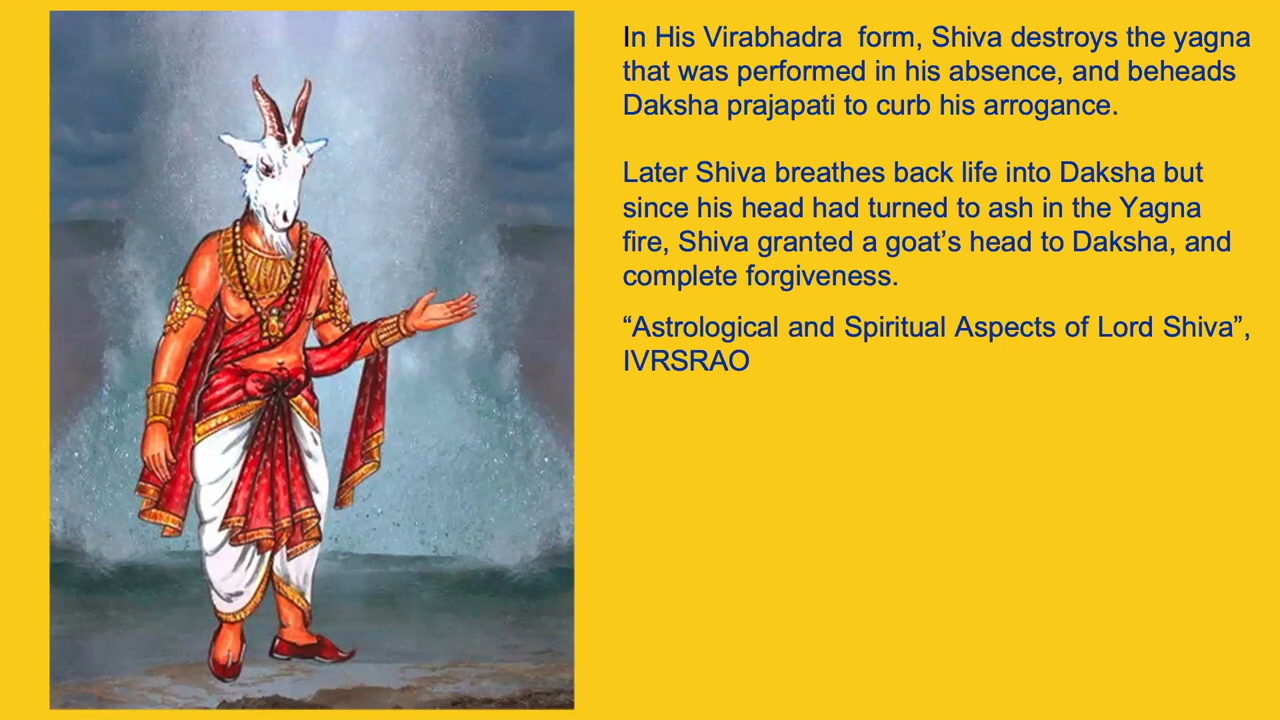 In His Virabhadra  form, Shiva destroys the yagna
that was performed in his absence, and beheads
Daksha prajapati to curb his arrogance.
Later Shiva breathes back life into Daksha but
since his head had turned to ash in the Yagna
fire, Shiva granted a goat’s head to Daksha, and
complete forgiveness.
“Astrological and Spiritual Aspects of Lord Shiva”,
IVRSRAO